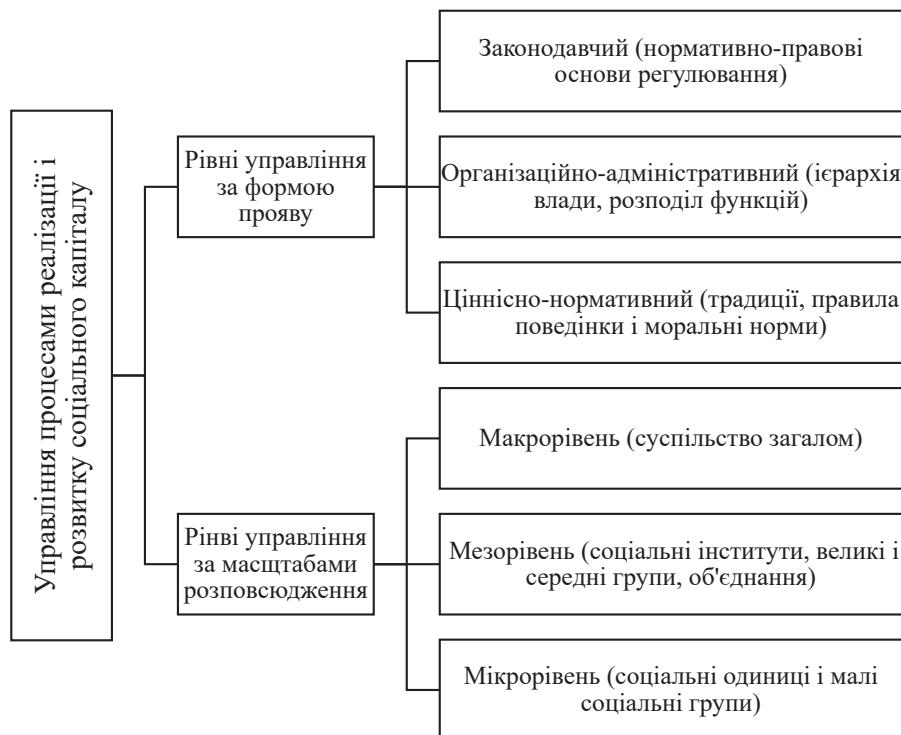 Управління процесами реалізації і
розвитку соціального капіталу
Рівні управління
за формою
прояву
Законодавчий (нормативно-правові
основи регулювання)
Організаційно-адміністративний (ієрархія
влади, розподіл функцій)
Ціннісно-нормативний (традиції, правила
поведінки і моральні норми)
Рінві управління
за масщтабами
розповсюдження
Макрорівень (суспільство загалом)
Мезорівень (соціальні інститути, великі і
середні групи, об'єднання)
Мікрорівень (соціальні одиниці і малі
соціальні групи)